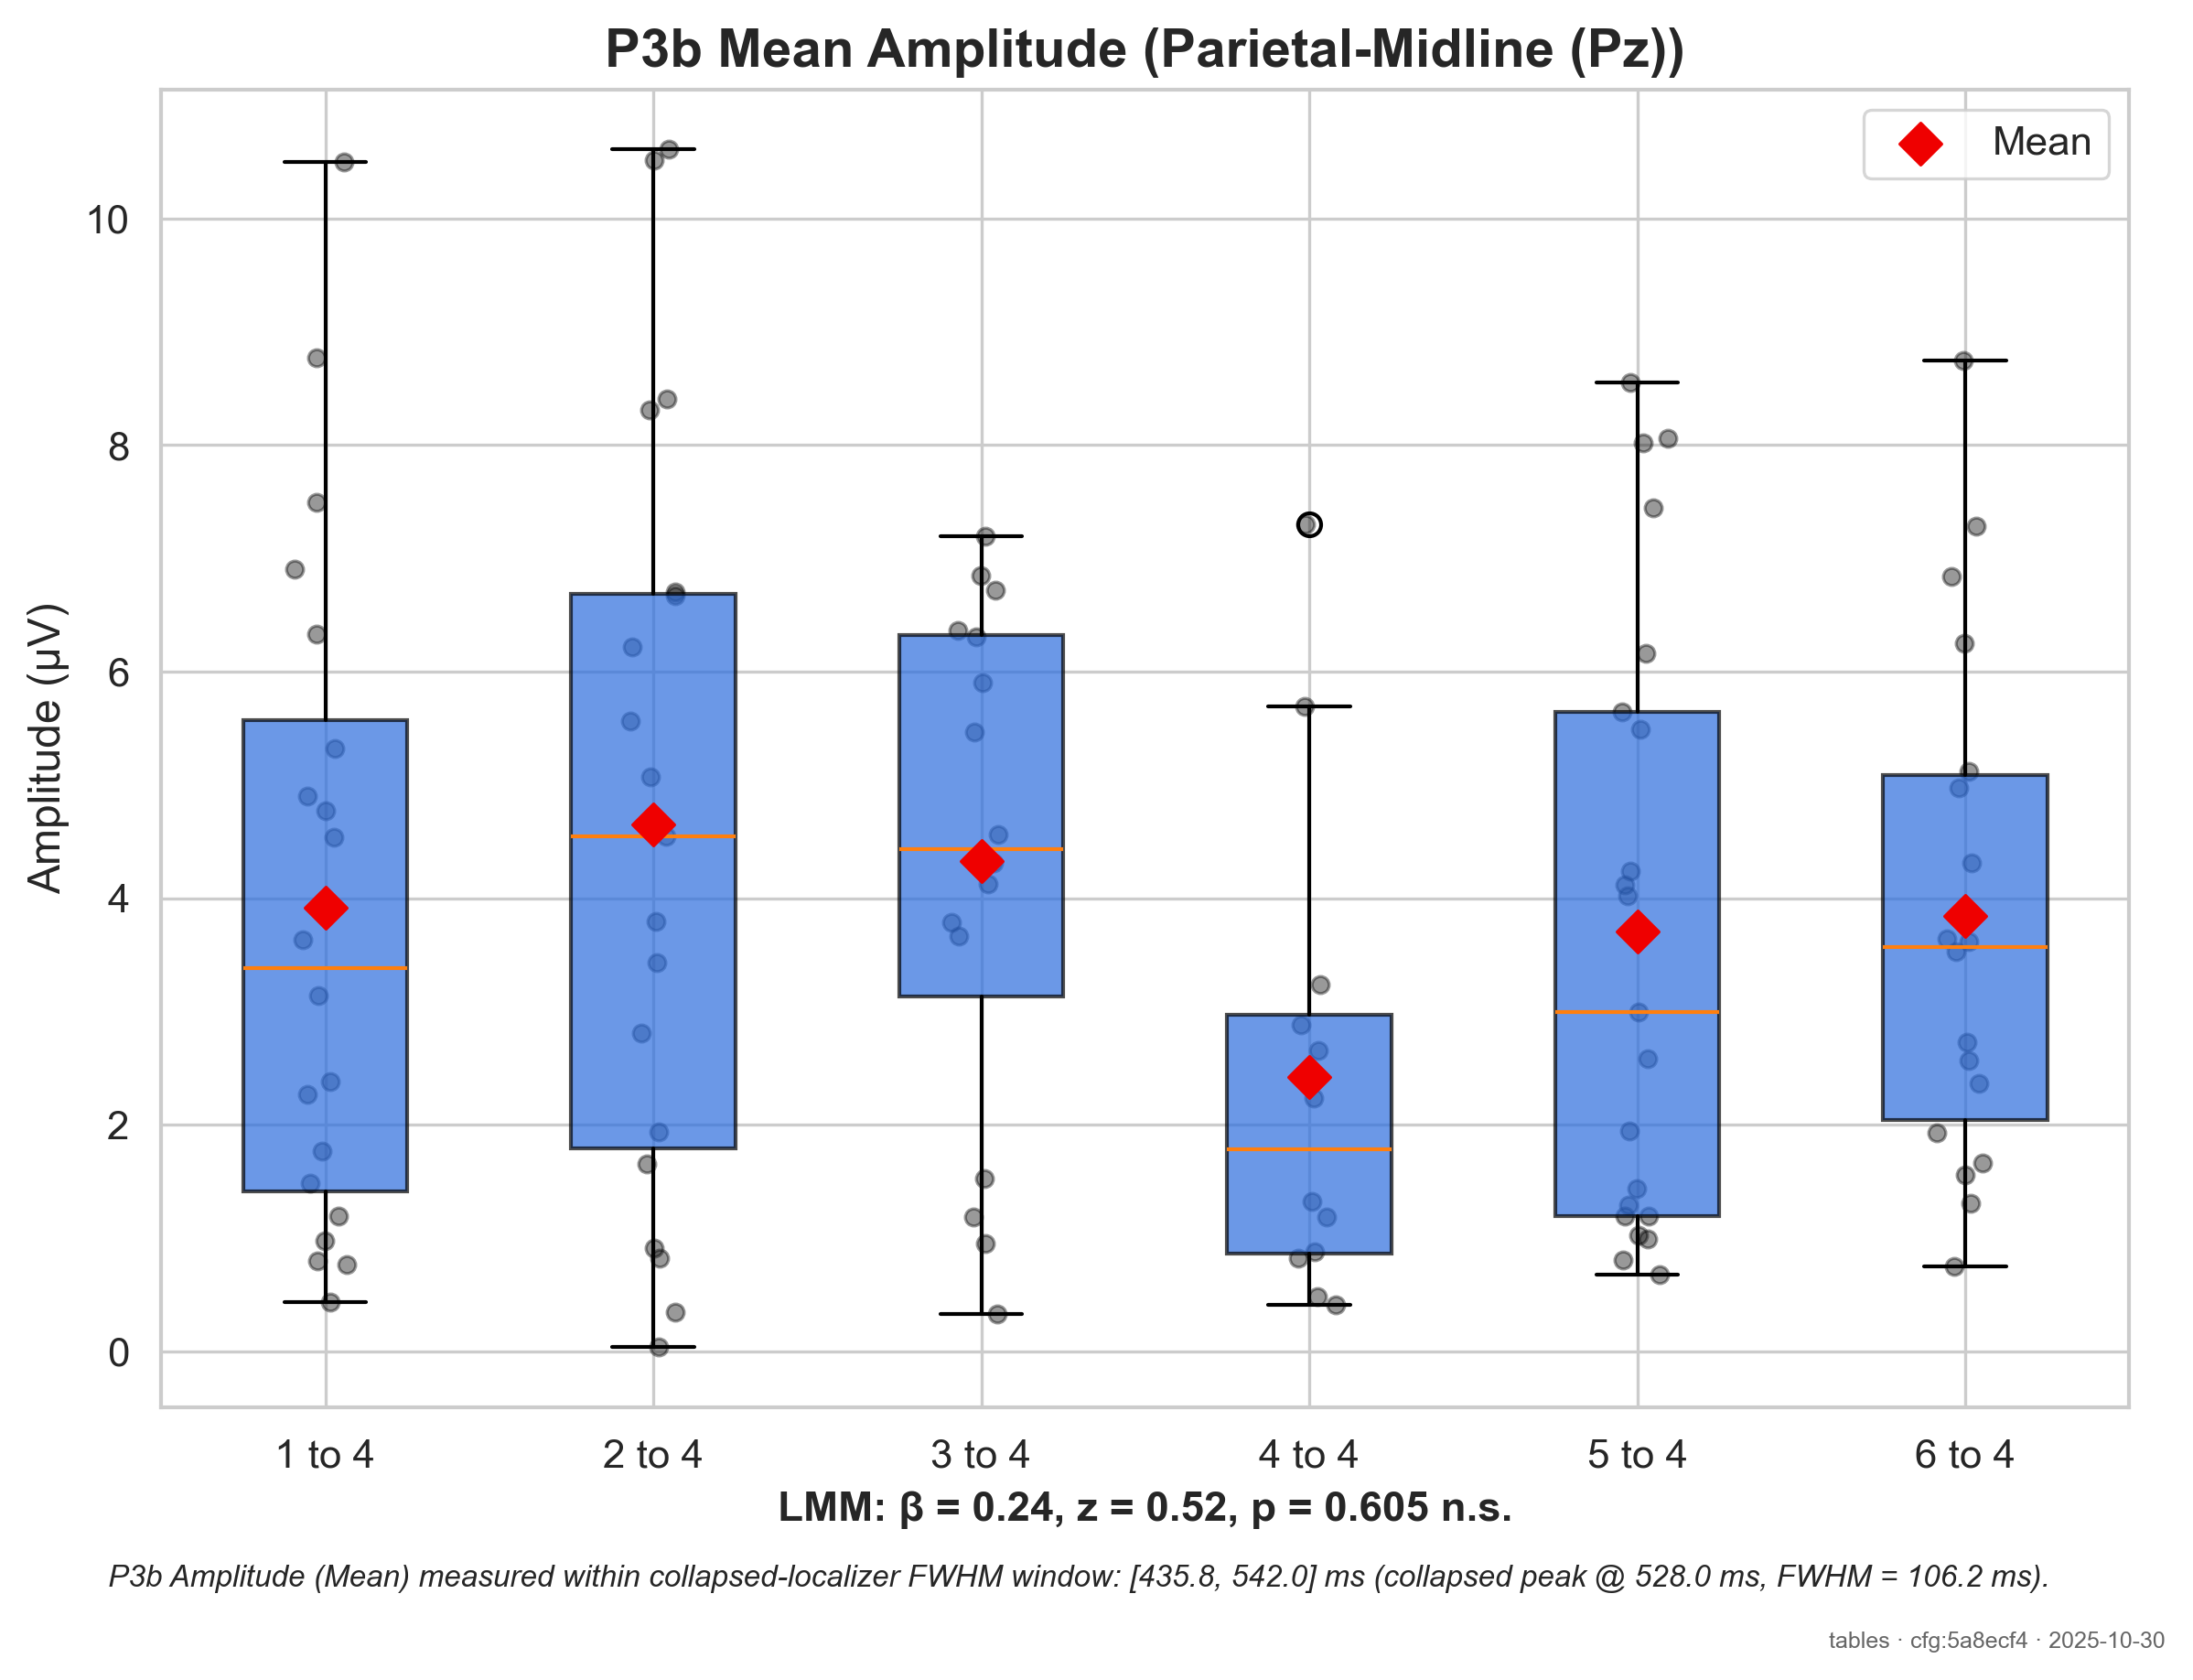 P3b Mean Amplitude (Parietal-Midline (Pz))
Mean
Amplitude (µV)
10
8
6
4
2
0
1 to 4 2 to 4 3 to 4 4 to 4 5 to 4 6 to 4
LMM: β = 0.24, z = 0.52, p = 0.605 n.s.
P3b Amplitude (Mean) measured within collapsed-localizer FWHM window: [435.8, 542.0] ms (collapsed peak @ 528.0 ms, FWHM = 106.2 ms).
tables · cfg:5a8ecf4 · 2025-10-30